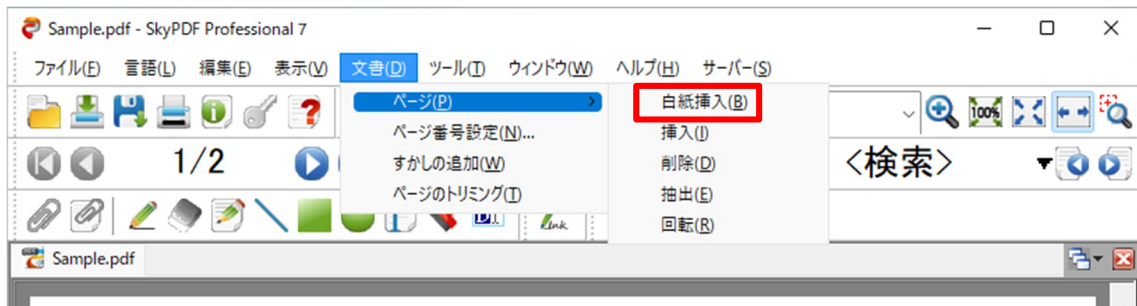 Sample.pdf - SkyPDF Professional 7
ファイル(F) 言語(L) 編集(E) 表示(V) 文書(D) ツール(T) ウィンドウ(W) ヘルプ(H) サーバー(S)
ページ(P)
白紙挿入(B)
100%
ページ番号設定(N)...
挿入(I)
1/2
すかしの追加(W)
削除(D)
<検索>
ページのトリミング(T)
抽出(E)
Link
回転(R)
Sample.pdf